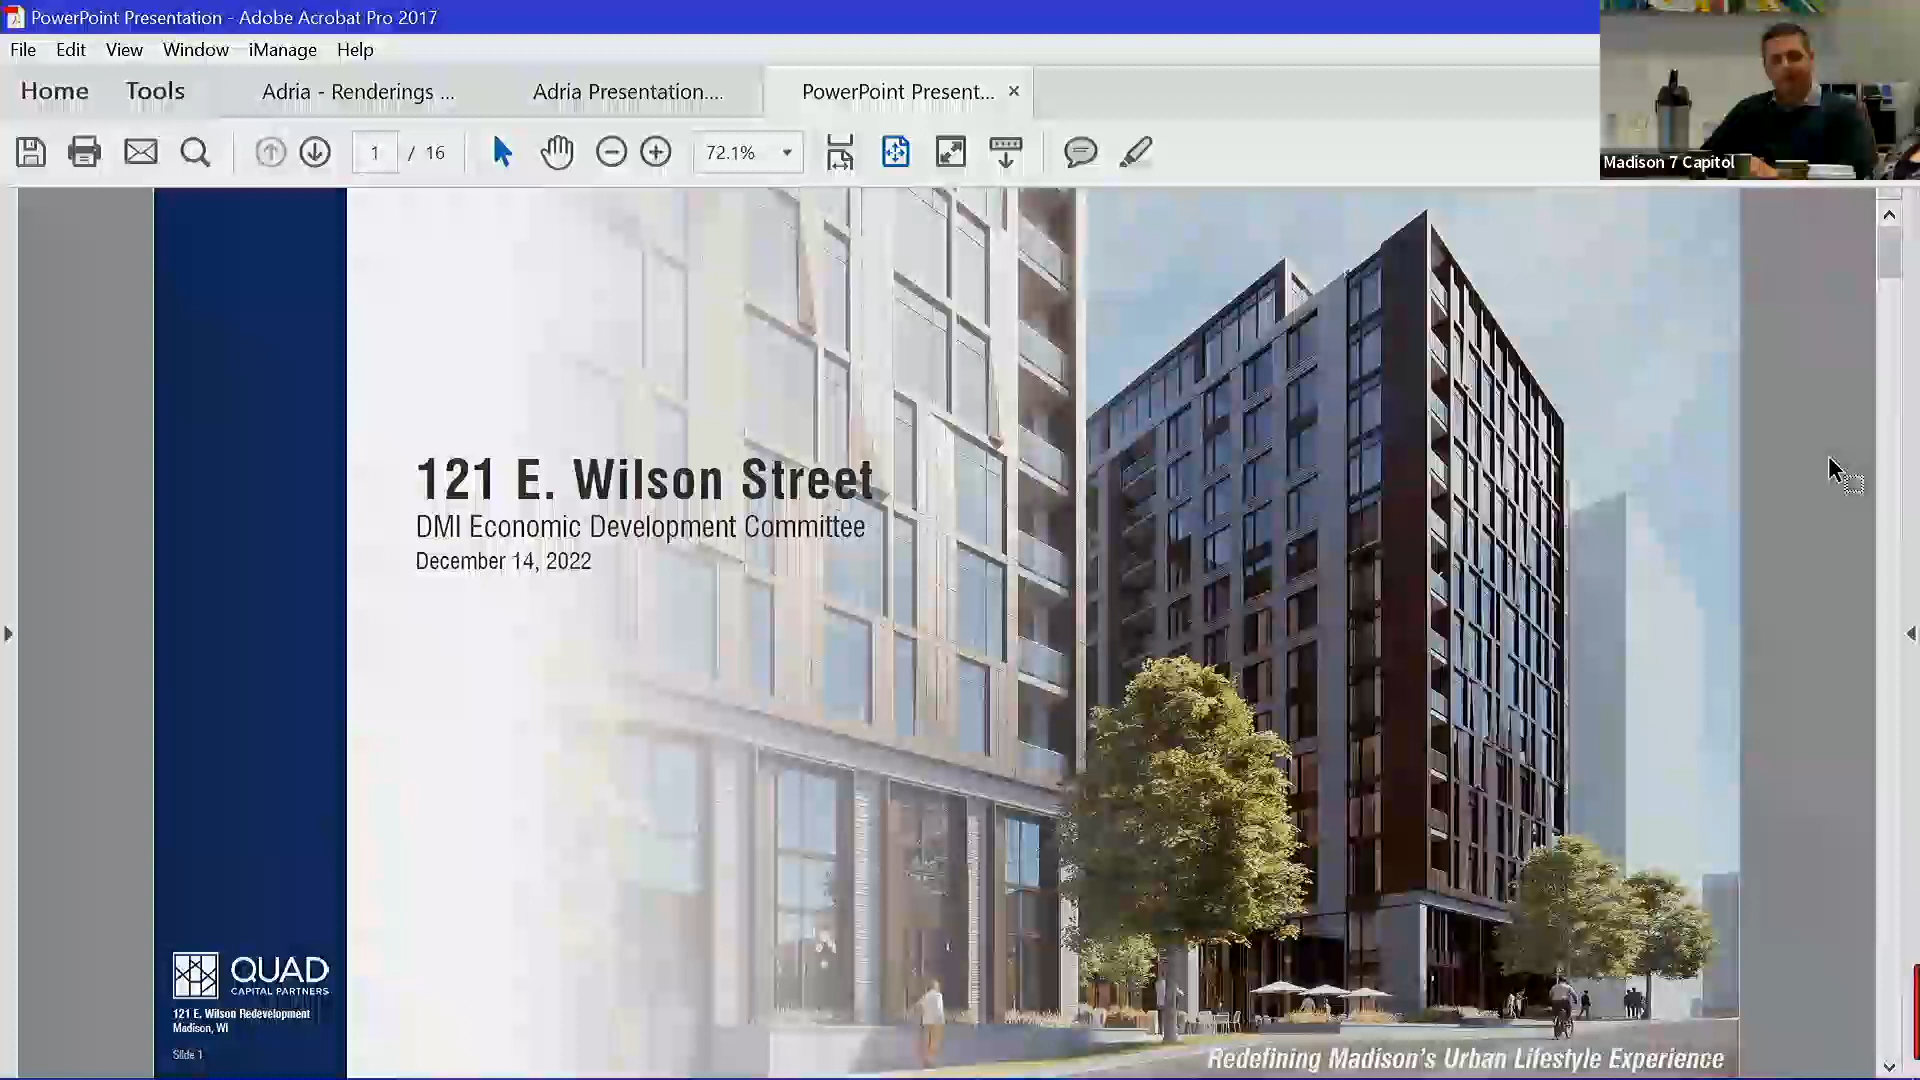 PowerPoint Presentation - Adobe Acrobat Pro 2017
File Edit View Window iManage Help
Home Tools Adria - Renderings ... Adria Presentation.... PowerPoint Present... ×
1 / 16 72.1%
Madison 7 Capitol
121 E. Wilson Street
DMI Economic Development Committee
December 14, 2022
QUAD
CAPITAL PARTNERS
121 E. Wilson Redevelopment
Madison, WI
Slide 1
Redefining Madison's Urban Lifestyle Experience